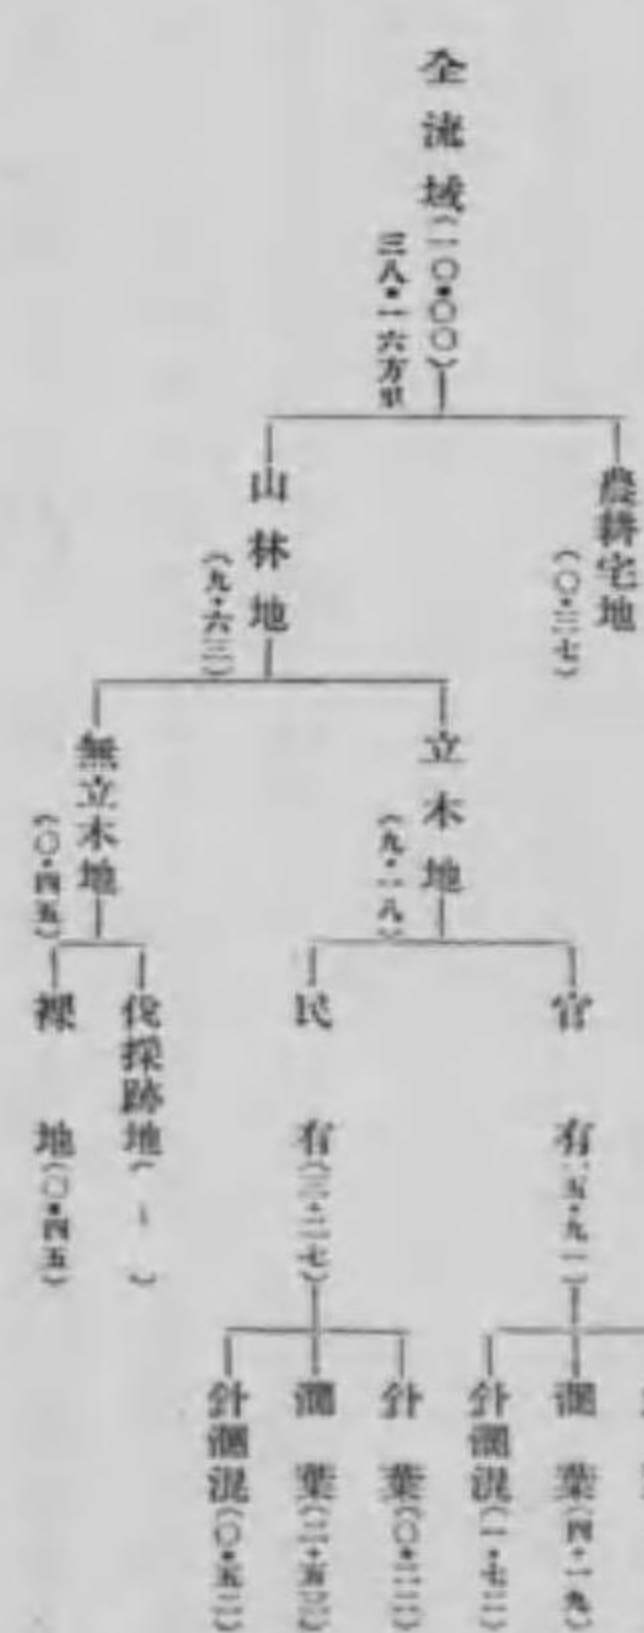 全流域(一〇・〇〇)
三八・一六方里
農耕宅地
(〇・三七)
山林地
(九・六三)
立木地
(九・一八)
無立木地
(〇・四五)
官有(五・九一)
民有(三・二七)
伐採跡地(ー)
裸地(〇・四五)
濶葉(四・一九)
針濶混(一・七二)
針葉(〇・二二)
濶葉(二・五三)
針濶混(〇・五二)